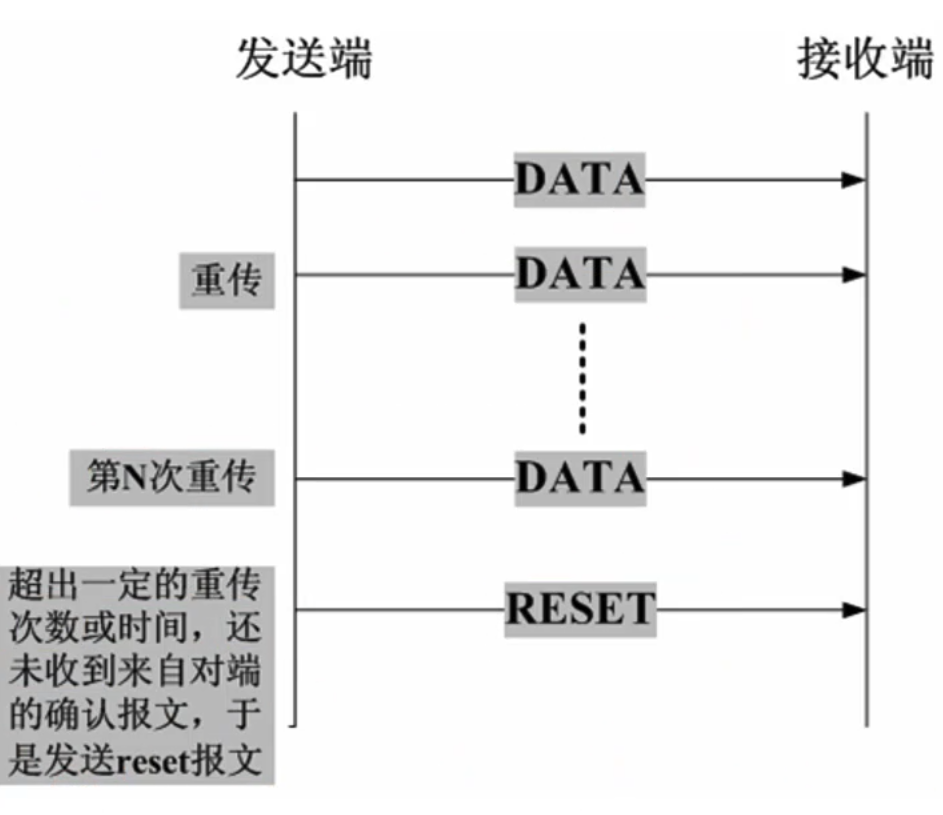 发送端
接收端
DATA
重传
DATA
第N次重传
DATA
超出一定的重传
次数或时间，还
未收到来自对端
的确认报文，于
是发送reset报文
RESET